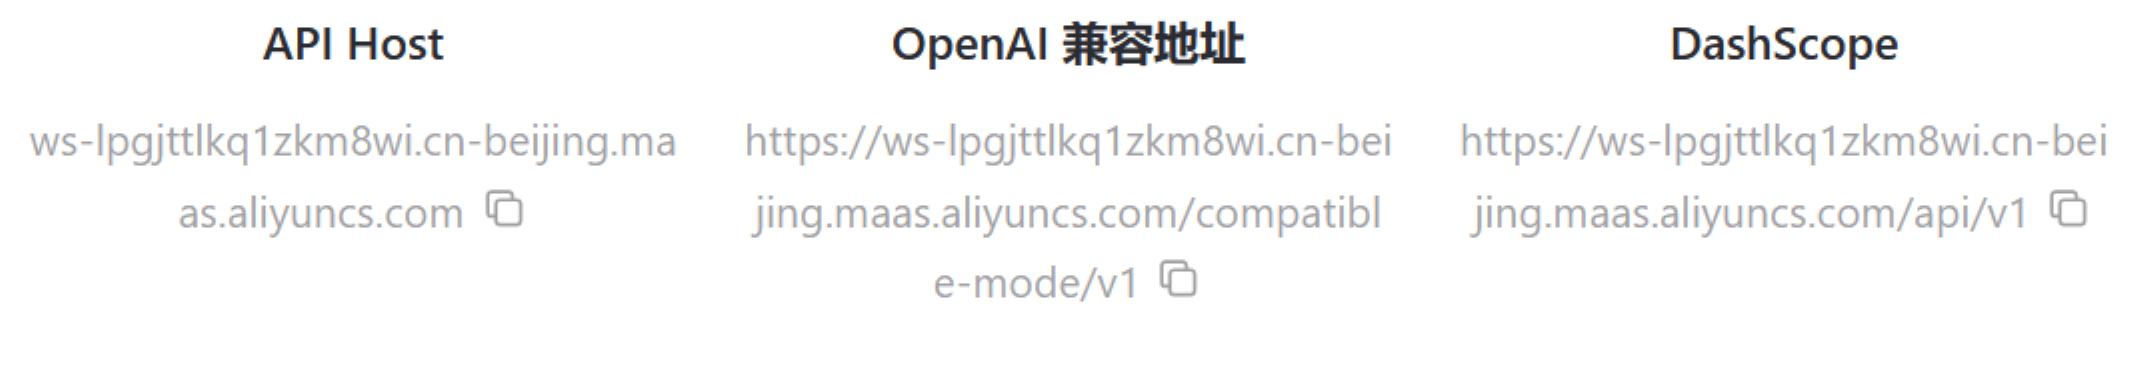 API Host
ws-lpgjttlkq1zkm8wi.cn-beijing.ma
as.aliyuncs.com
OpenAI 兼容地址
https://ws-lpgjttlkq1zkm8wi.cn-bei
jing.maas.aliyuncs.com/compatibl
e-mode/v1
DashScope
https://ws-lpgjttlkq1zkm8wi.cn-bei
jing.maas.aliyuncs.com/api/v1